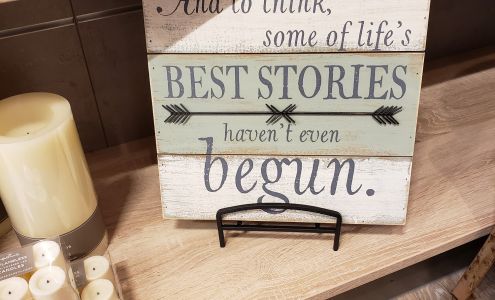 And to think,
some of life's
BEST STORIES
haven't even
begun.